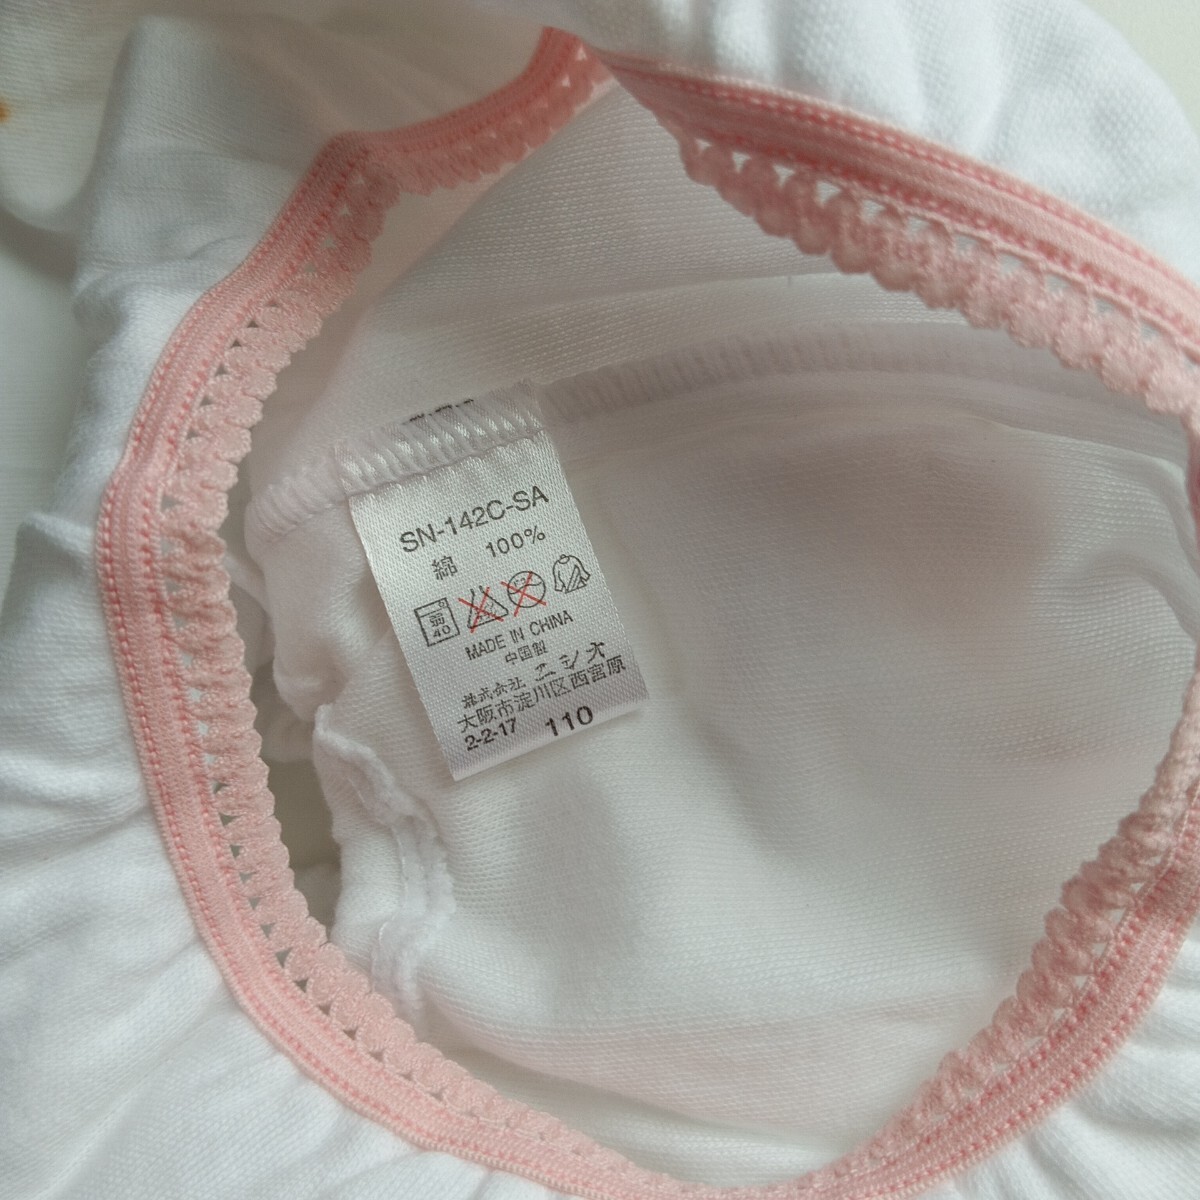 SN-142C-SA
綿 100%
弱
40
MADE IN CHINA
中国製
株式会社 ニシオ
大阪市淀川区西宮原
2-2-17 110